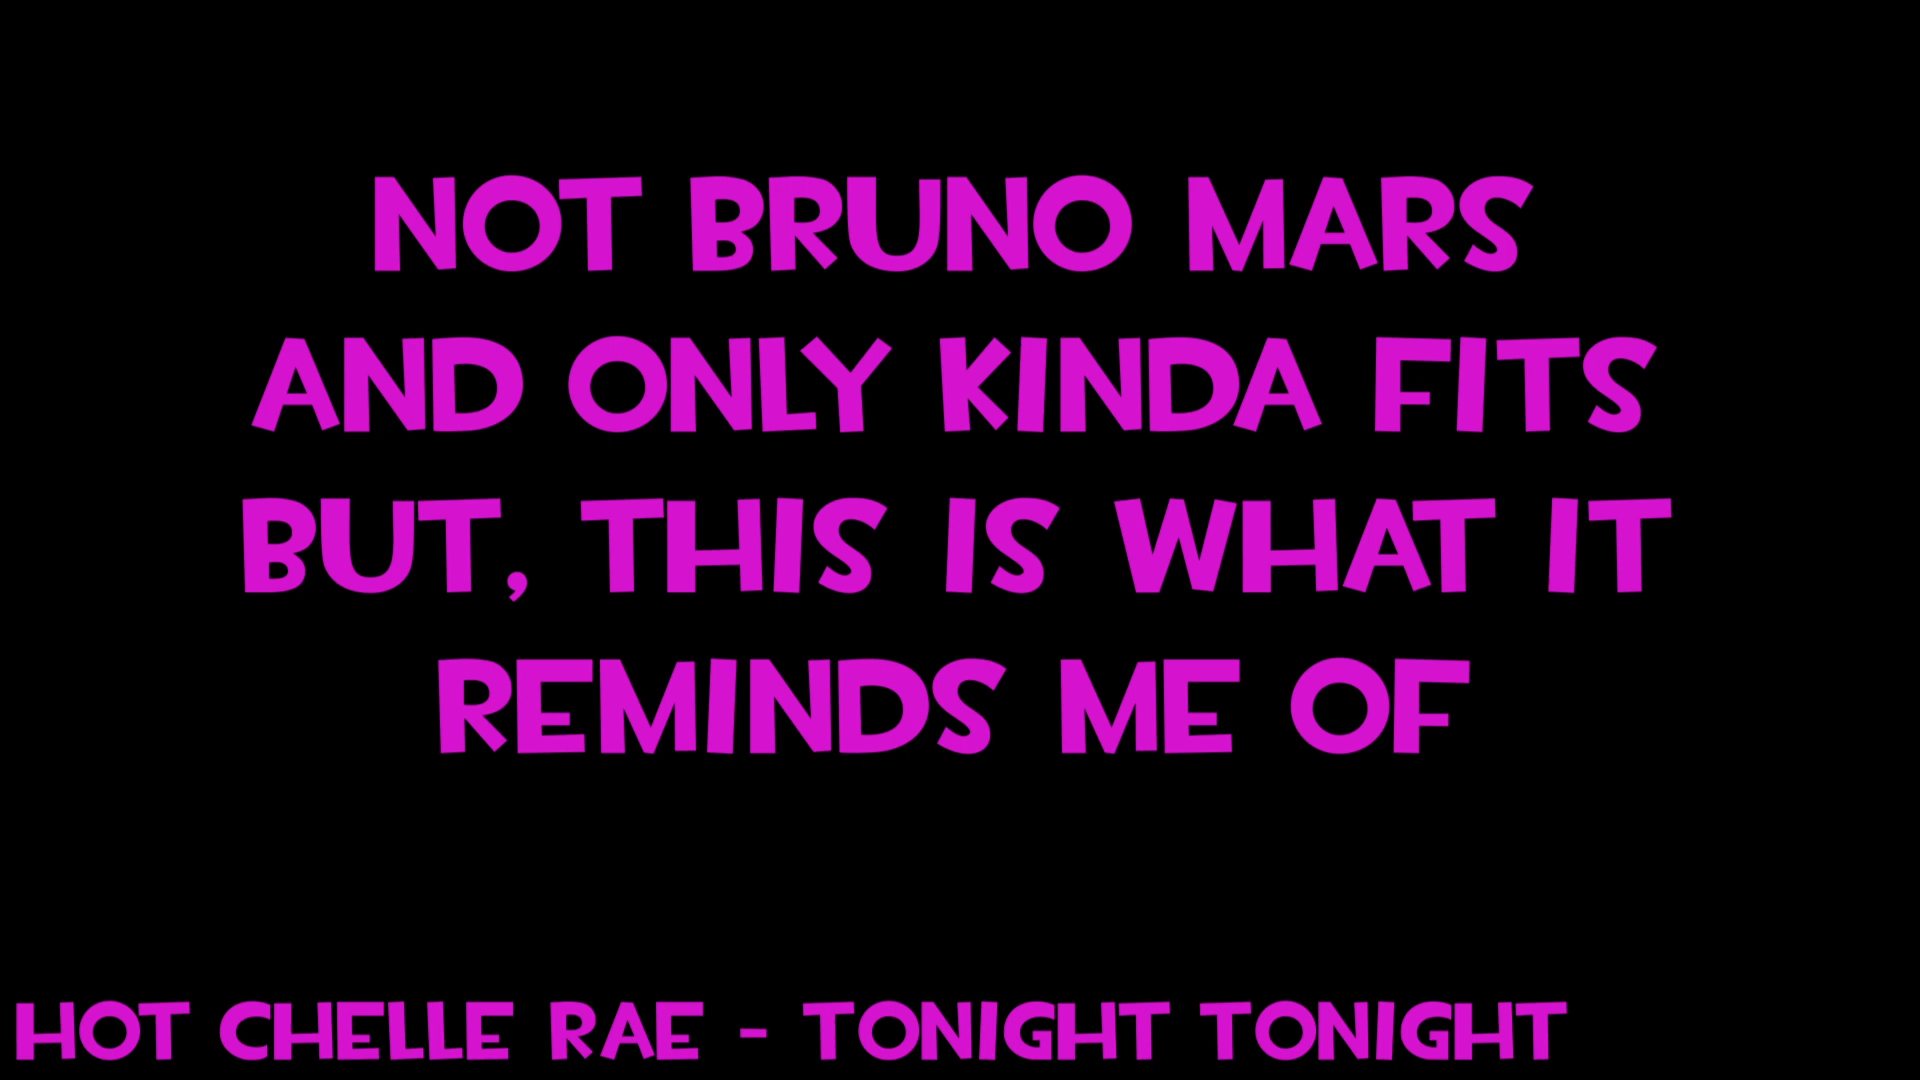 NOT BRUNO MARS
AND ONLY KINDA FITS
BUT, THIS IS WHAT IT
REMINDS ME OF
HOT CHELLE RAE - TONIGHT TONIGHT